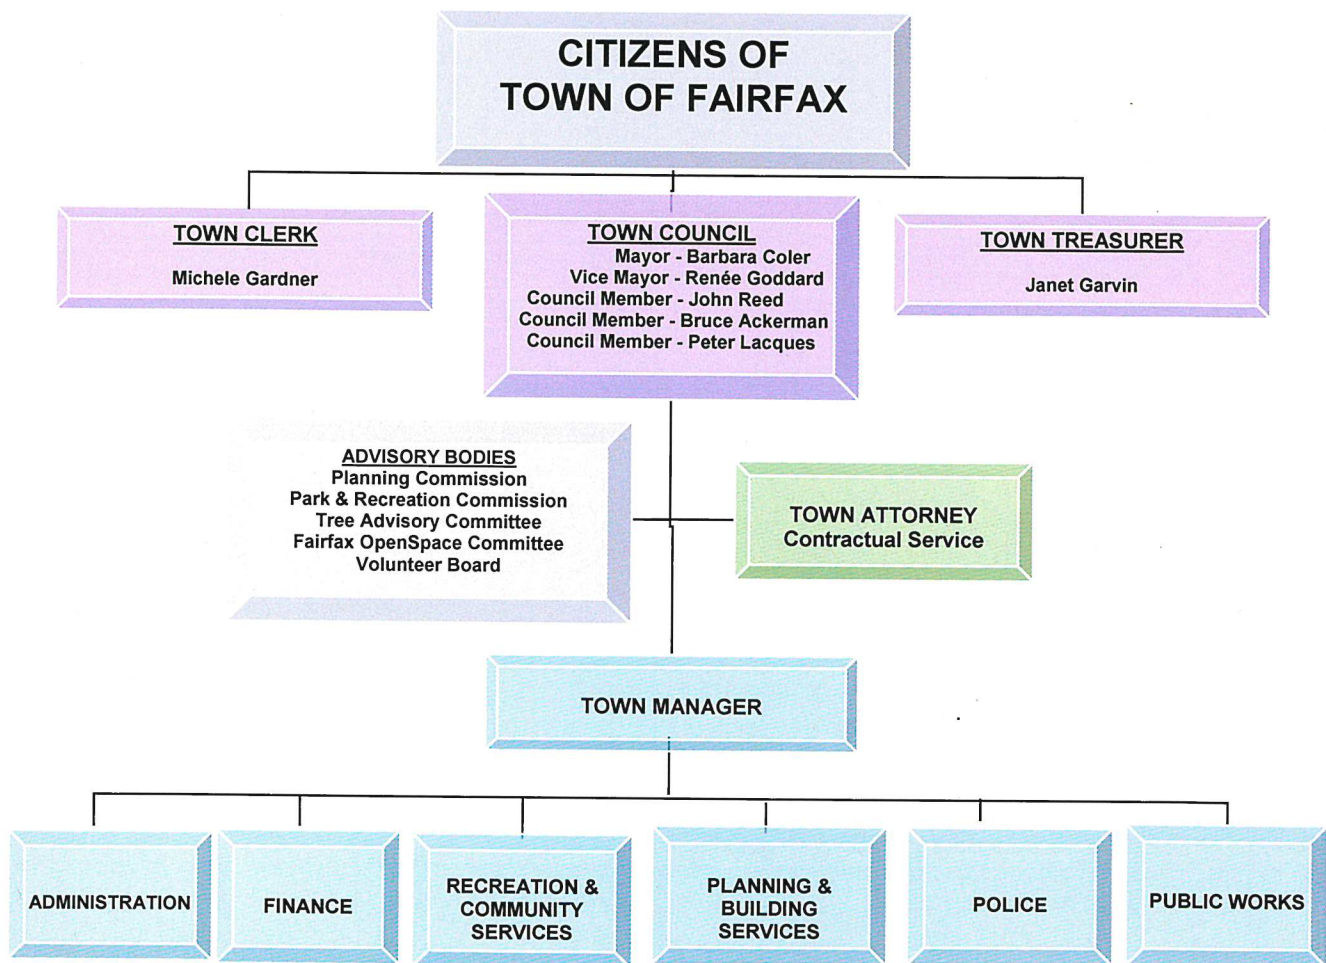 CITIZENS OF
TOWN OF FAIRFAX
TOWN CLERK
Michele Gardner
TOWN COUNCIL
Mayor - Barbara Coler
Vice Mayor - Renée Goddard
Council Member - John Reed
Council Member - Bruce Ackerman
Council Member - Peter Lacques
TOWN TREASURER
Janet Garvin
ADVISORY BODIES
Planning Commission
Park & Recreation Commission
Tree Advisory Committee
Fairfax OpenSpace Committee
Volunteer Board
TOWN ATTORNEY
Contractual Service
TOWN MANAGER
ADMINISTRATION
FINANCE
RECREATION &
COMMUNITY
SERVICES
PLANNING &
BUILDING
SERVICES
POLICE
PUBLIC WORKS